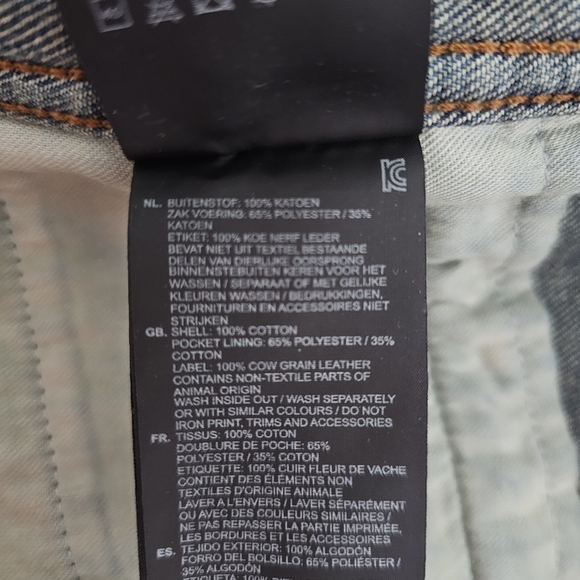 NL. BUITENSTOF: 100% KATOEN
ZAK VOERING: 65% POLYESTER / 35%
KATOEN
ETIKET: 100% KOE NERF LEDER
BEVAT NIET UIT TEXTIEL BESTAANDE
DELEN VAN DIERLIJKE OORSPRONG
BINNENSTEBUITEN KEREN VOOR HET
WASSEN / SEPARAAT OF MET GELIJKE
KLEUREN WASSEN / BEDRUKKINGEN,
FOURNITUREN EN ACCESSOIRES NIET
STRIJKEN
GB. SHELL: 100% COTTON
POCKET LINING: 65% POLYESTER / 35%
COTTON
LABEL: 100% COW GRAIN LEATHER
CONTAINS NON-TEXTILE PARTS OF
ANIMAL ORIGIN
WASH INSIDE OUT / WASH SEPARATELY
OR WITH SIMILAR COLOURS / DO NOT
IRON PRINT, TRIMS AND ACCESSORIES
FR. TISSUS: 100% COTON
DOUBLURE DE POCHE: 65%
POLYESTER / 35% COTON
ETIQUETTE: 100% CUIR FLEUR DE VACHE
CONTIENT DES ÉLÉMENTS NON
TEXTILES D'ORIGINE ANIMALE
LAVER A L'ENVERS / LAVER SÉPARÉMENT
OU AVEC DES COULEURS SIMILAIRES /
NE PAS REPASSER LA PARTIE IMPRIMÉE,
LES BORDURES ET LES ACCESSOIRES
ES. TEJIDO EXTERIOR: 100% ALGODÓN
FORRO DEL BOLSILLO: 65% POLIÉSTER /
35% ALGODÓN
ETIQUETA: 100%